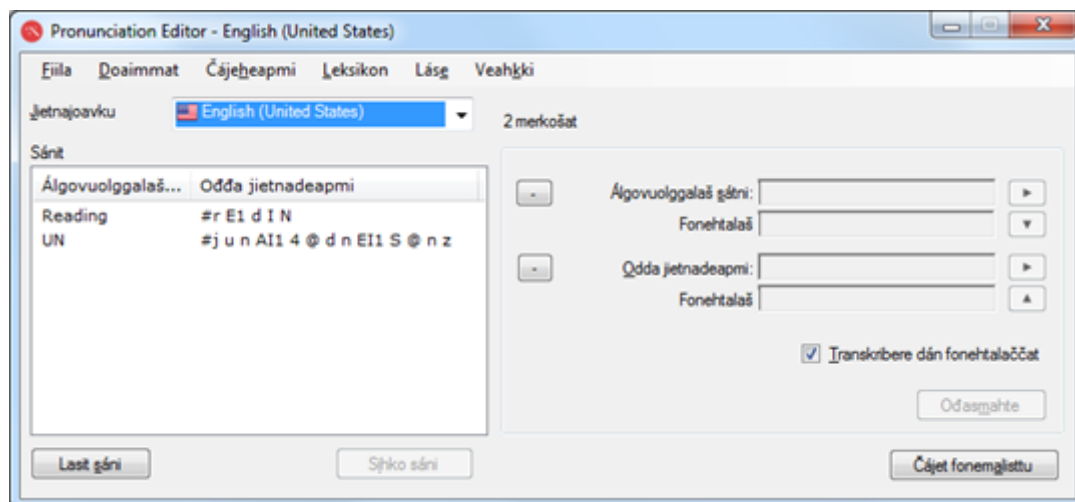 Pronunciation Editor - English (United States)
Fiila Doaimmat Čájeheapmi Leksikon Láse Veahkki
Jietnajoavku English (United States)
2 merkošat
Sánit
Álgovuolggalaš... Ođđa jietnadeapmi
Reading #r E1 d I N
UN #j u n AI1 4 @ d n EI1 S @ n z
- Álgovuolggalaš sátni:
Fonehtalaš
- Odda jietnadeapmi:
Fonehtalaš
Transkribere dán fonehtalaččat
Ođasmahte
Lasit sáni Sihko sáni Čájet fonemalisttu